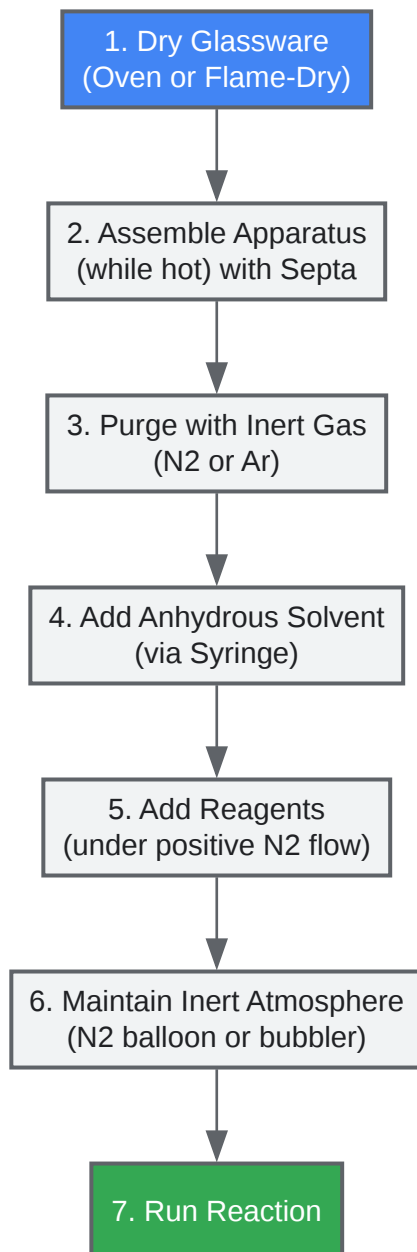 1. Dry Glassware
(Oven or Flame-Dry)
2. Assemble Apparatus
(while hot) with Septa
3. Purge with Inert Gas
(N2 or Ar)
4. Add Anhydrous Solvent
(via Syringe)
5. Add Reagents
(under positive N2 flow)
6. Maintain Inert Atmosphere
(N2 balloon or bubbler)
7. Run Reaction